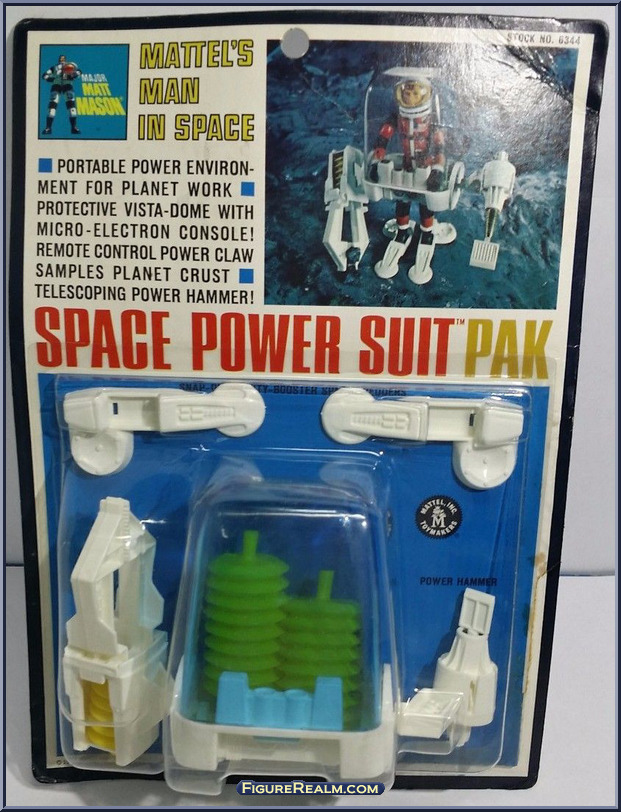 STOCK NO. 6344
MAJOR
MATT
MASON
MATTEL'S
MAN
IN SPACE
■ PORTABLE POWER ENVIRON-
MENT FOR PLANET WORK ■
PROTECTIVE VISTA-DOME WITH
MICRO-ELECTRON CONSOLE!
REMOTE CONTROL POWER CLAW
SAMPLES PLANET CRUST ■
TELESCOPING POWER HAMMER!
SPACE POWER SUIT™ PAK
MATTEL, INC.
M
TOYMAKERS
POWER HAMMER
FIGUREREALM.COM